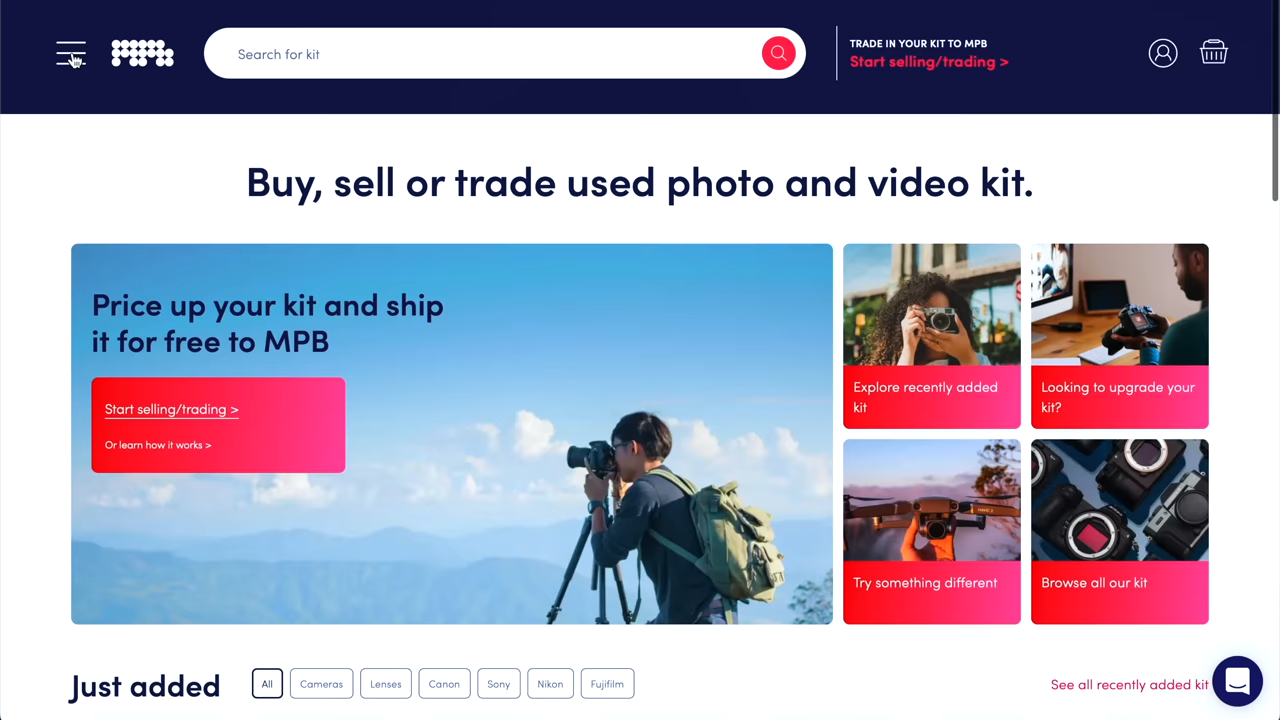 mpb
Search for kit
TRADE IN YOUR KIT TO MPB
Start selling/trading >
Buy, sell or trade used photo and video kit.
Price up your kit and ship
it for free to MPB
Start selling/trading >
Or learn how it works >
Explore recently added
kit
Looking to upgrade your
kit?
Try something different
Browse all our kit
Just added
All
Cameras
Lenses
Canon
Sony
Nikon
Fujifilm
See all recently added kit